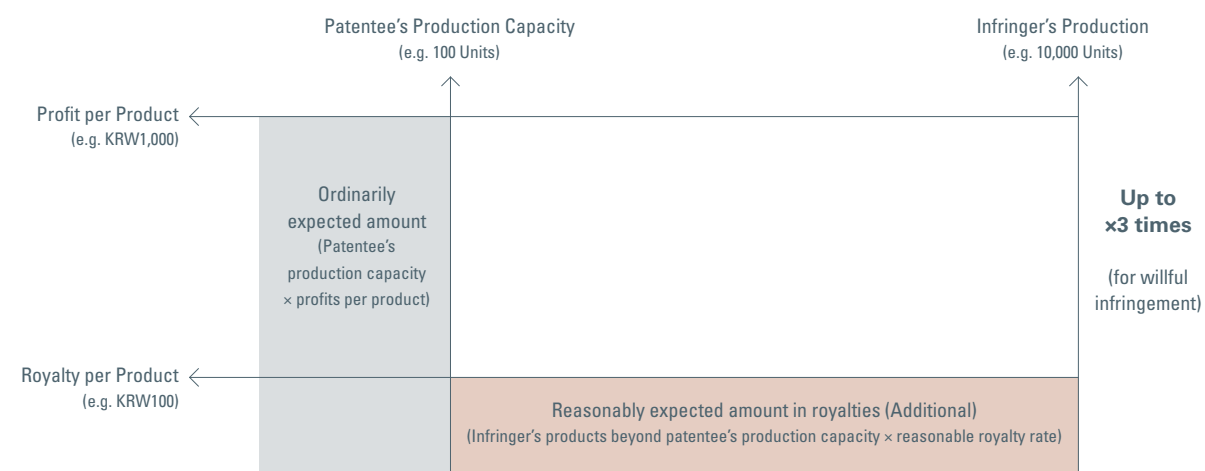 Patentee’s Production Capacity
(e.g. 100 Units)
Infringer’s Production
(e.g. 10,000 Units)
Profit per Product
(e.g. KRW1,000)
Ordinarily
expected amount
(Patentee’s
production capacity
× profits per product)
Up to
×3 times
(for willful
infringement)
Royalty per Product
(e.g. KRW100)
Reasonably expected amount in royalties (Additional)
(Infringer’s products beyond patentee’s production capacity × reasonable royalty rate)